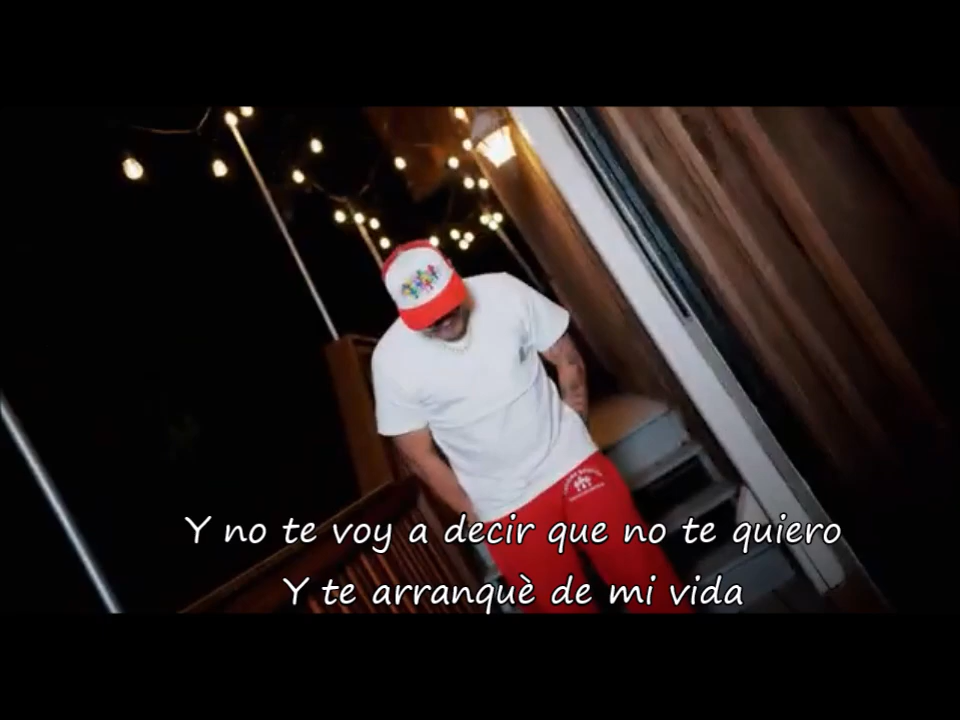 Y no te voy a decir que no te quiero
Y te arranquè de mi vida